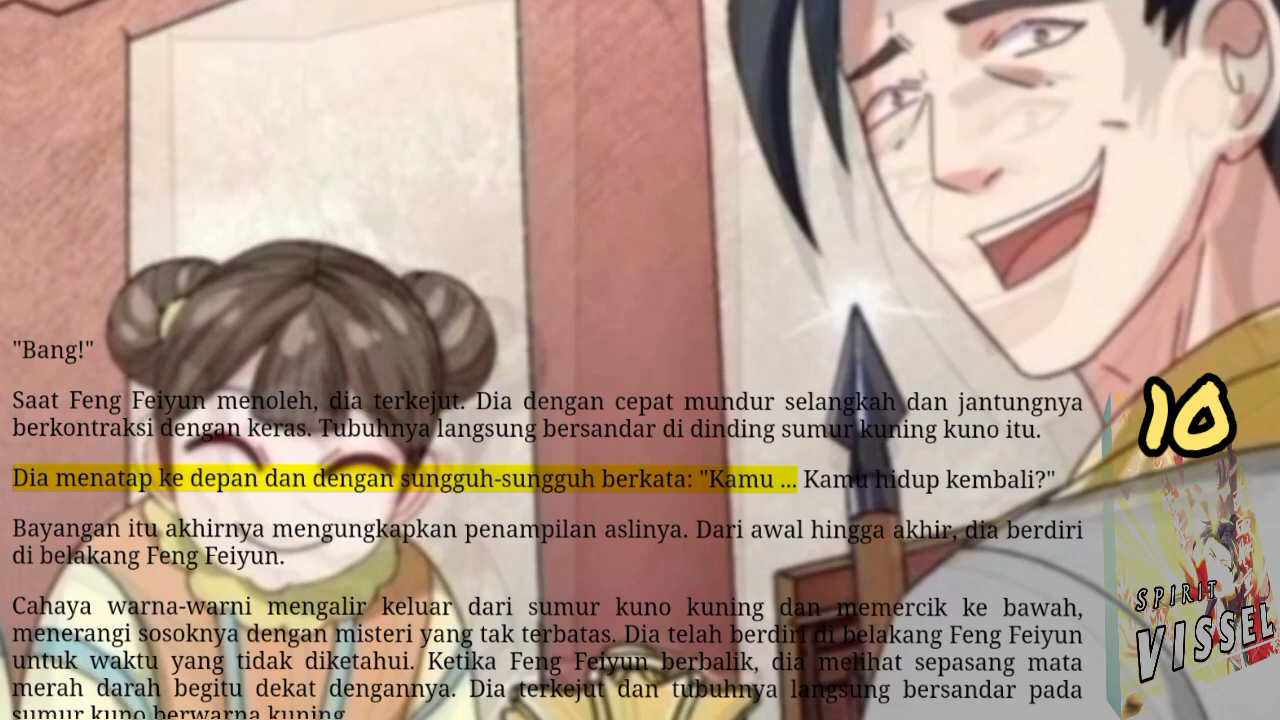 "Bang!"
Saat Feng Feiyun menoleh, dia terkejut. Dia dengan cepat mundur selangkah dan jantungnya
berkontraksi dengan keras. Tubuhnya langsung bersandar di dinding sumur kuning kuno itu.
Dia menatap ke depan dan dengan sungguh-sungguh berkata: "Kamu ... Kamu hidup kembali?"
Bayangan itu akhirnya mengungkapkan penampilan aslinya. Dari awal hingga akhir, dia berdiri
di belakang Feng Feiyun.
Cahaya warna-warni mengalir keluar dari sumur kuno kuning dan memercik ke bawah,
menerangi sosoknya dengan misteri yang tak terbatas. Dia telah berdiri di belakang Feng Feiyun
untuk waktu yang tidak diketahui. Ketika Feng Feiyun berbalik, dia melihat sepasang mata
merah darah begitu dekat dengannya. Dia terkejut dan tubuhnya langsung bersandar pada
sumur kuno berwarna kuning.
10
SPIRIT
VISSEL